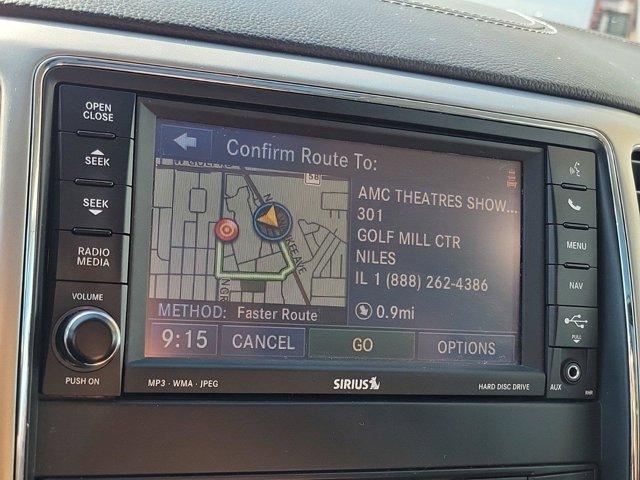 OPEN
CLOSE
SEEK
SEEK
RADIO
MEDIA
VOLUME
PUSH ON
Confirm Route To:
58
AMC THEATRES SHOW...
301
GOLF MILL CTR
NILES
IL 1 (888) 262-4386
0.9mi
METHOD: Faster Route
9:15
CANCEL
GO
OPTIONS
MP3 · WMA · JPEG
SIRIUS
HARD DISC DRIVE
MENU
NAV
PULL
AUX